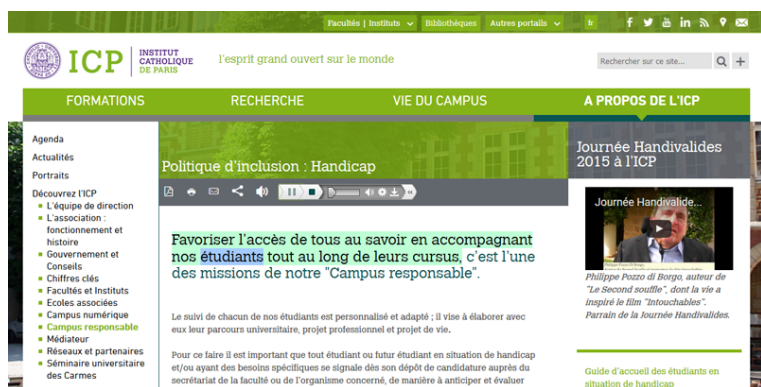 Facultés | Instituts
Bibliothèques
Autres portails
fr
ICP
INSTITUT
CATHOLIQUE
DE PARIS
l'esprit grand ouvert sur le monde
Rechercher sur ce site...
FORMATIONS
RECHERCHE
VIE DU CAMPUS
A PROPOS DE L'ICP
Agenda
Actualités
Portraits
Découvrez l'ICP
L'équipe de direction
L'association :
fonctionnement et
histoire
Gouvernement et
Conseils
Chiffres clés
Facultés et Instituts
Ecoles associées
Campus numérique
Campus responsable
Médiateur
Réseaux et partenaires
Séminaire universitaire
des Carmes
Politique d'inclusion : Handicap
Favoriser l'accès de tous au savoir en accompagnant
nos étudiants tout au long de leurs cursus, c'est l'une
des missions de notre "Campus responsable".
Le suivi de chacun de nos étudiants est personnalisé et adapté ; il vise à élaborer avec
eux leur parcours universitaire, projet professionnel et projet de vie.
Pour ce faire il est important que tout étudiant ou futur étudiant en situation de handicap
et/ou ayant des besoins spécifiques se signale dès son dépôt de candidature auprès du
secrétariat de la faculté ou de l'organisme concerné, de manière à anticiper et évaluer
Journée Handivalides
2015 à l'ICP
Journée Handivalide...
Philippe Pozzo di Borgo, auteur de
"Le Second souffle", dont la vie a
inspiré le film "Intouchables".
Parrain de la Journée Handivalides.
Guide d'accueil des étudiants en
situation de handicap